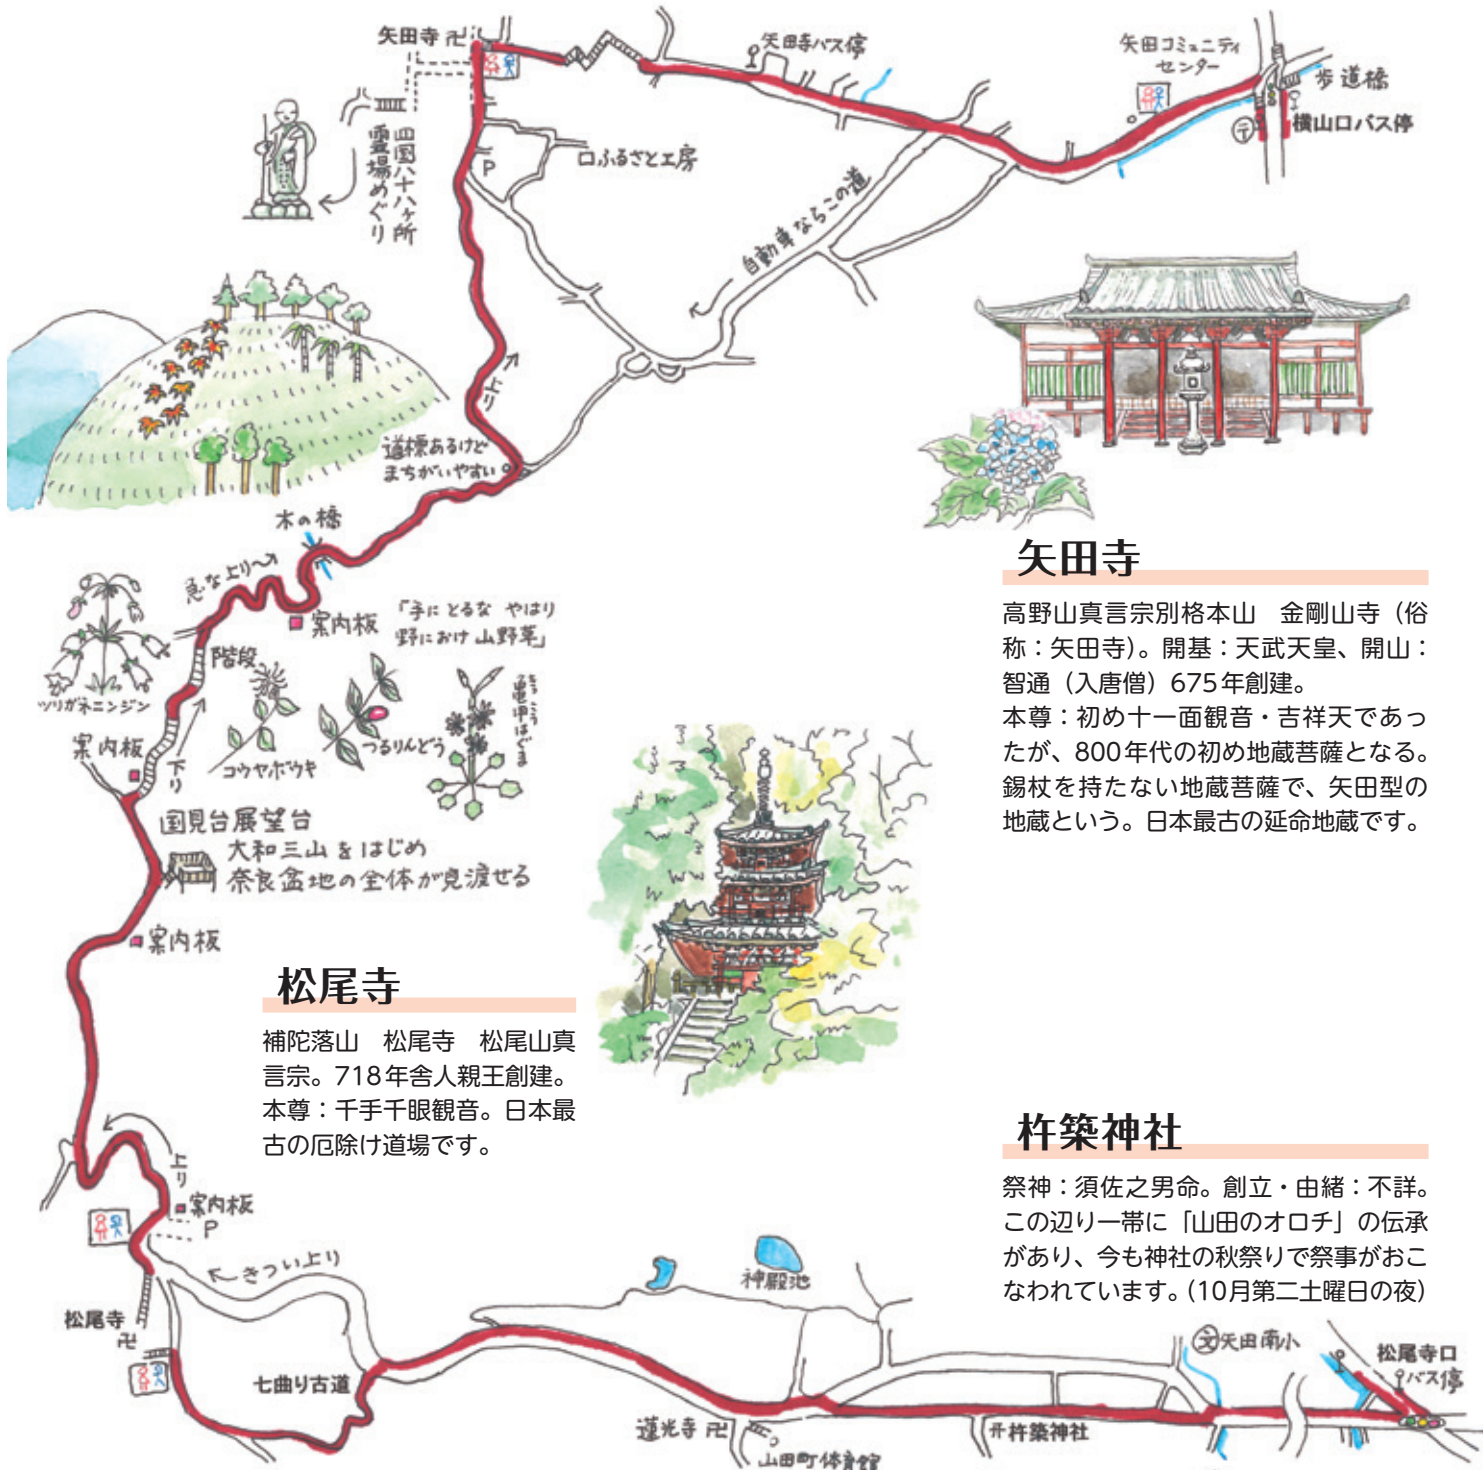 矢田寺 卍
矢田寺バス停
矢田コミュニティ
センター
歩道橋
横山口バス停
四国八十八ヶ所
霊場めぐり
P
ふるさと工房
自動車ならこの道
上り
道標あるけど
まちがいやすい
木の橋
急な上り
案内板
「手にとるな やはり
野におけ 山野草」
階段
ツリガネニンジン
コウヤボウキ
つるりんどう
亀甲はぐま
きっこう
案内板
下り
国見台展望台
大和三山をはじめ
奈良盆地の全体が見渡せる
案内板
矢田寺
高野山真言宗別格本山 金剛山寺(俗
称:矢田寺)。開基:天武天皇、開山:
智通(入唐僧)675年創建。
本尊:初め十一面観音・吉祥天であっ
たが、800年代の初め地蔵菩薩となる。
錫杖を持たない地蔵菩薩で、矢田型の
地蔵という。日本最古の延命地蔵です。
松尾寺
補陀落山 松尾寺 松尾山真
言宗。718年舎人親王創建。
本尊:千手千眼観音。日本最
古の厄除け道場です。
杵築神社
祭神:須佐之男命。創立・由緒:不詳。
この辺り一帯に「山田のオロチ」の伝承
があり、今も神社の秋祭りで祭事がおこ
なわれています。(10月第二土曜日の夜)
上り
案内板
P
きつい上り
松尾寺
卍
七曲り古道
神殿池
蓮光寺 卍
山田町体育館
杵築神社
文 矢田南小
松尾寺口
バス停